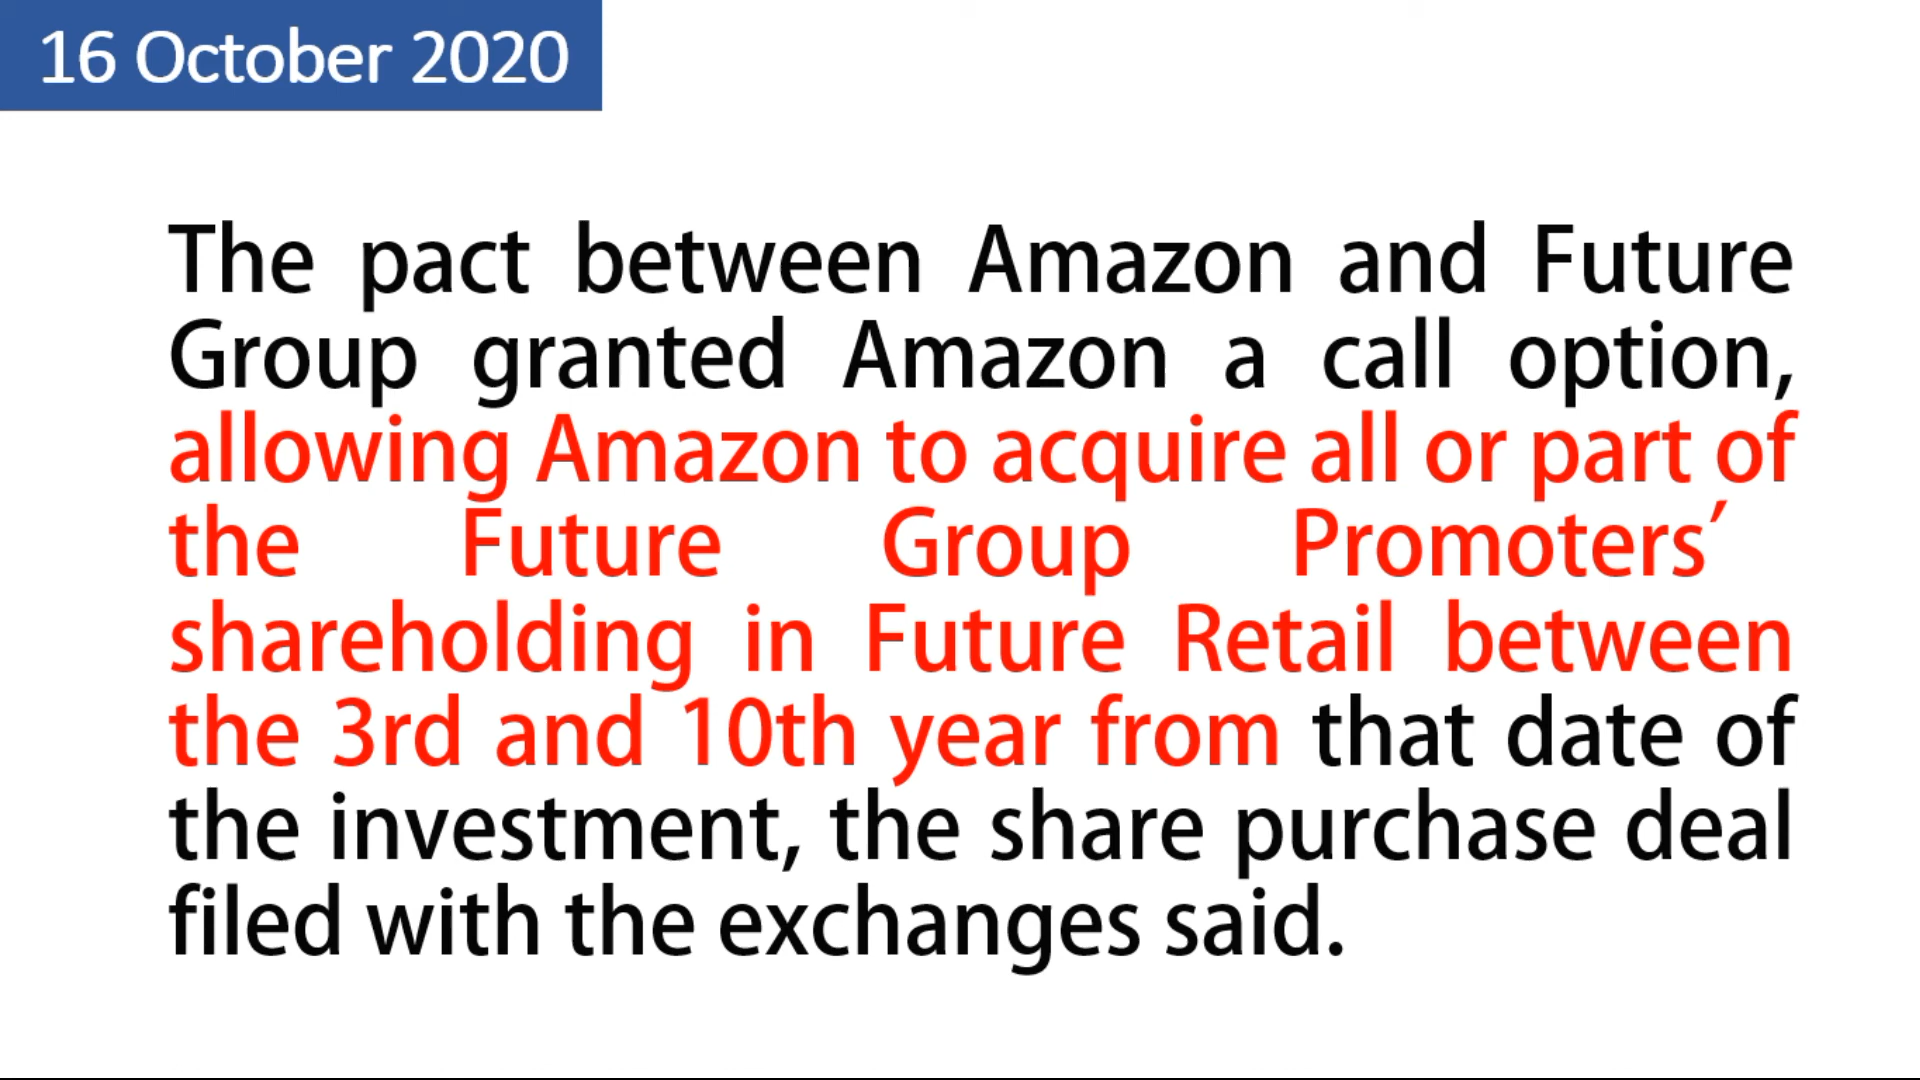 16 October 2020
The pact between Amazon and Future
Group granted Amazon a call option,
allowing Amazon to acquire all or part of
the Future Group Promoters’
shareholding in Future Retail between
the 3rd and 10th year from that date of
the investment, the share purchase deal
filed with the exchanges said.